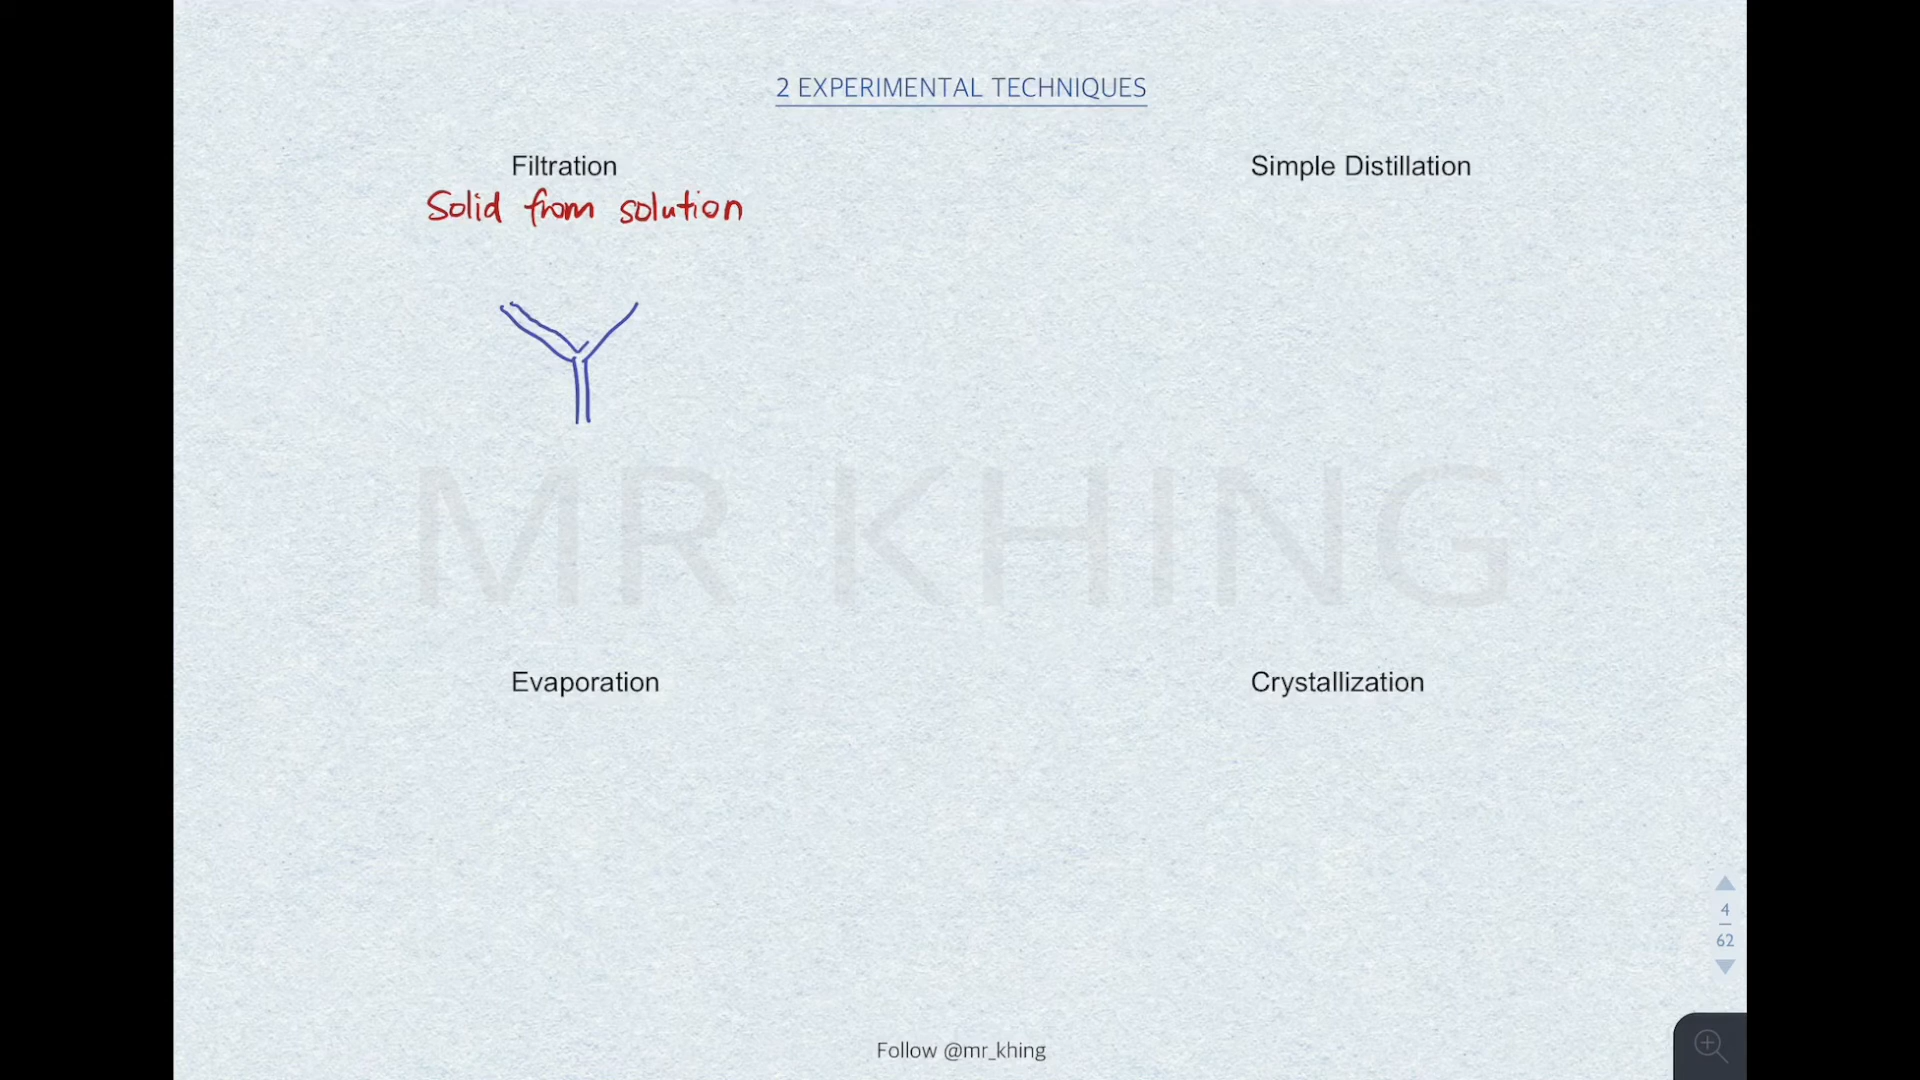 2 EXPERIMENTAL TECHNIQUES
Filtration
Solid from solution
Simple Distillation
MR KHING
Evaporation
Crystallization
4
62
Follow @mr_khing